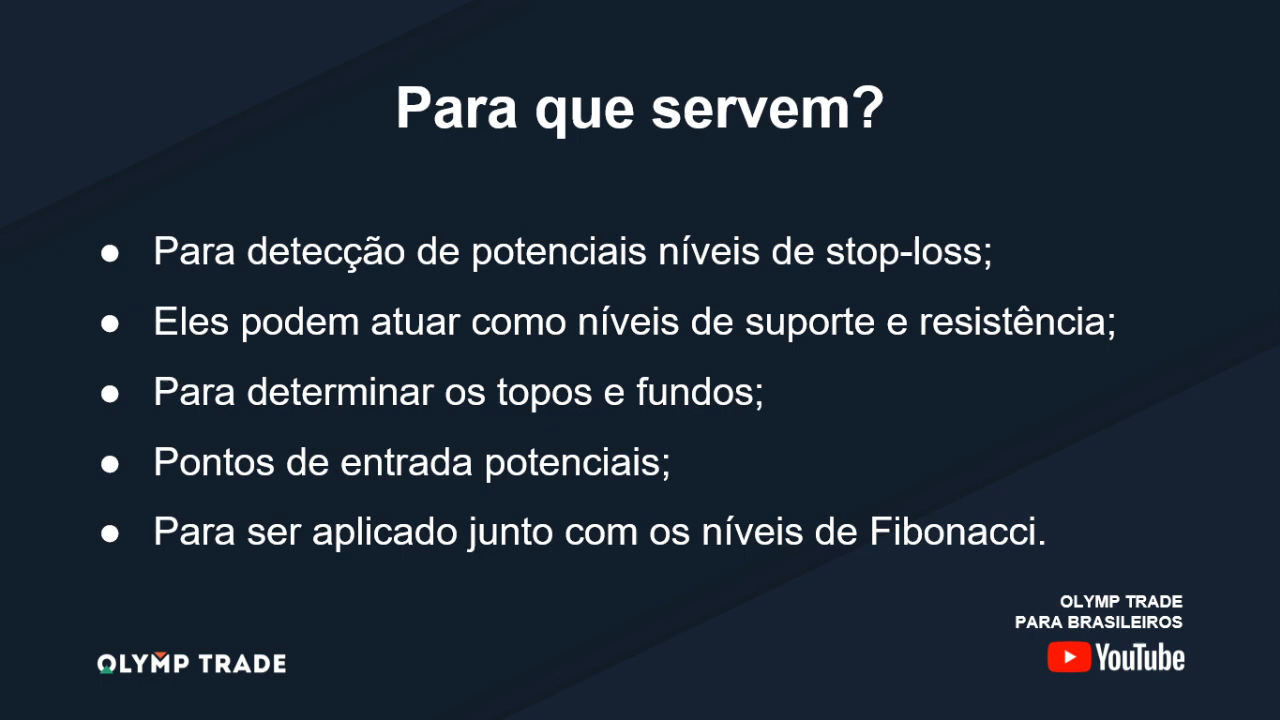 Para que servem?
● Para detecção de potenciais níveis de stop-loss;
● Eles podem atuar como níveis de suporte e resistência;
● Para determinar os topos e fundos;
● Pontos de entrada potenciais;
● Para ser aplicado junto com os níveis de Fibonacci.
OLYMP TRADE
PARA BRASILEIROS
OLYMP TRADE
YouTube